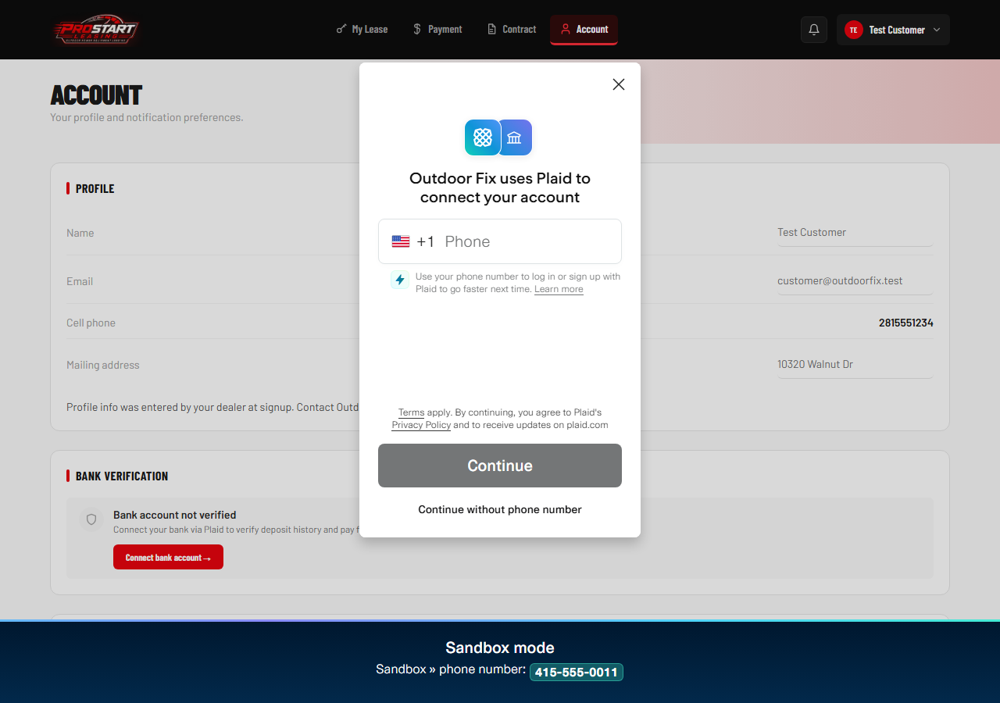 PROSTART
LEASING
My Lease
Payment
Contract
Account
TE
Test Customer
ACCOUNT
Your profile and notification preferences.
Outdoor Fix uses Plaid to
connect your account
+1 Phone
Use your phone number to log in or sign up with
Plaid to go faster next time. Learn more
Terms apply. By continuing, you agree to Plaid's
Privacy Policy and to receive updates on plaid.com
Continue
Continue without phone number
PROFILE
Name
Test Customer
Email
customer@outdoorfix.test
Cell phone
2815551234
Mailing address
10320 Walnut Dr
Profile info was entered by your dealer at signup. Contact Outd
BANK VERIFICATION
Bank account not verified
Connect your bank via Plaid to verify deposit history and pay f
Connect bank account→
Sandbox mode
Sandbox » phone number: 415-555-0011